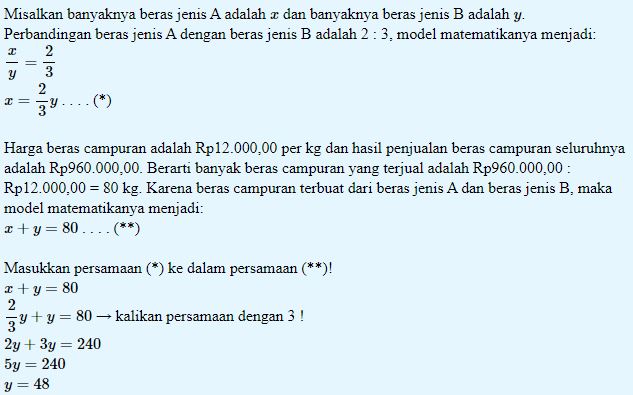 Misalkan banyaknya beras jenis A adalah x dan banyaknya beras jenis B adalah y.
Perbandingan beras jenis A dengan beras jenis B adalah 2 : 3, model matematikanya menjadi:
x/y = 2/3
x = 2/3 y . . . . (*)
Harga beras campuran adalah Rp12.000,00 per kg dan hasil penjualan beras campuran seluruhnya
adalah Rp960.000,00. Berarti banyak beras campuran yang terjual adalah Rp960.000,00 :
Rp12.000,00 = 80 kg. Karena beras campuran terbuat dari beras jenis A dan beras jenis B, maka
model matematikanya menjadi:
x + y = 80 . . . . (**)
Masukkan persamaan (*) ke dalam persamaan (**)!
x + y = 80
2/3 y + y = 80 → kalikan persamaan dengan 3 !
2y + 3y = 240
5y = 240
y = 48